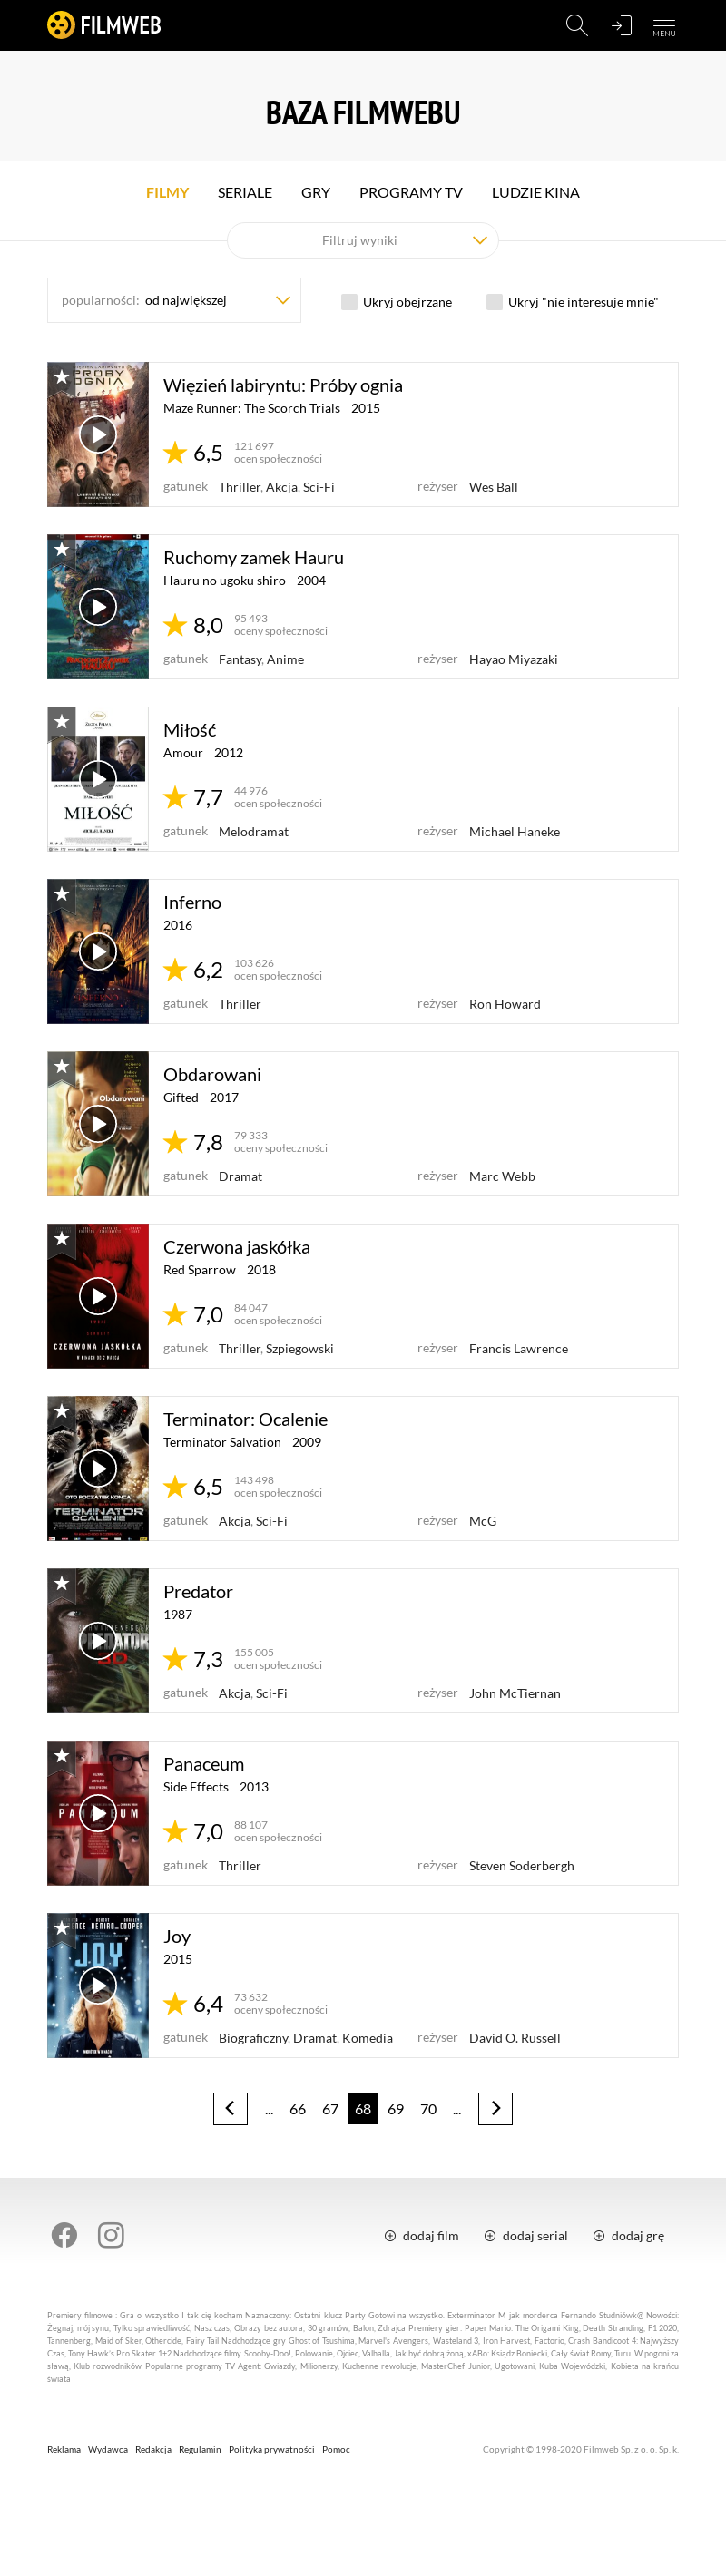 FILMWEB
MENU
BAZA FILMWEBU
FILMY SERIALE GRY PROGRAMY TV LUDZIE KINA
Filtruj wyniki
popularności: od największej
Ukryj obejrzane
Ukryj "nie interesuje mnie"
Więzień labiryntu: Próby ognia
Maze Runner: The Scorch Trials 2015
6,5
121 697
ocen społeczności
gatunek Thriller, Akcja, Sci-Fi
reżyser Wes Ball
Ruchomy zamek Hauru
Hauru no ugoku shiro 2004
8,0
95 493
oceny społeczności
gatunek Fantasy, Anime
reżyser Hayao Miyazaki
MIŁOŚĆ
MICHAEL HANEKE
Miłość
Amour 2012
7,7
44 976
ocen społeczności
gatunek Melodramat
reżyser Michael Haneke
Inferno
2016
6,2
103 626
ocen społeczności
gatunek Thriller
reżyser Ron Howard
Obdarowani
Obdarowani
Gifted 2017
7,8
79 333
oceny społeczności
gatunek Dramat
reżyser Marc Webb
CZERWONA JASKÓŁKA
Czerwona jaskółka
Red Sparrow 2018
7,0
84 047
ocen społeczności
gatunek Thriller, Szpiegowski
reżyser Francis Lawrence
OTO POCZĄTEK KOŃCA
TERMINATOR
OCALENIE
Terminator: Ocalenie
Terminator Salvation 2009
6,5
143 498
ocen społeczności
gatunek Akcja, Sci-Fi
reżyser McG
PREDATOR
3D
Predator
1987
7,3
155 005
ocen społeczności
gatunek Akcja, Sci-Fi
reżyser John McTiernan
PANACEUM
Panaceum
Side Effects 2013
7,0
88 107
ocen społeczności
gatunek Thriller
reżyser Steven Soderbergh
JOY
Joy
2015
6,4
73 632
oceny społeczności
gatunek Biograficzny, Dramat, Komedia
reżyser David O. Russell
... 66 67 68 69 70 ...
dodaj film dodaj serial dodaj grę
Premiery filmowe : Gra o wszystko I tak cię kocham Naznaczony: Ostatni klucz Party Gotowi na wszystko. Exterminator M jak morderca Fernando Studniówk@ Nowości:
Żegnaj, mój synu, Tylko sprawiedliwość, Nasz czas, Obrazy bez autora, 30 gramów, Balon, Zdrajca Premiery gier: Paper Mario: The Origami King, Death Stranding, F1 2020,
Tannenberg, Maid of Sker, Othercide, Fairy Tail Nadchodzące gry Ghost of Tsushima, Marvel's Avengers, Wasteland 3, Iron Harvest, Factorio, Crash Bandicoot 4: Najwyższy
Czas, Tony Hawk's Pro Skater 1+2 Nadchodzące filmy Scooby-Doo!, Polowanie, Ojciec, Valhalla, Jak być dobrą żoną, xABo: Ksiądz Boniecki, Cały świat Romy, Turu. W pogoni za
sławą, Klub rozwodników Popularne programy TV Agent: Gwiazdy, Milionerzy, Kuchenne rewolucje, MasterChef Junior, Ugotowani, Kuba Wojewódzki, Kobieta na krańcu
świata
Reklama Wydawca Redakcja Regulamin Polityka prywatności Pomoc
Copyright © 1998-2020 Filmweb Sp. z o. o. Sp. k.